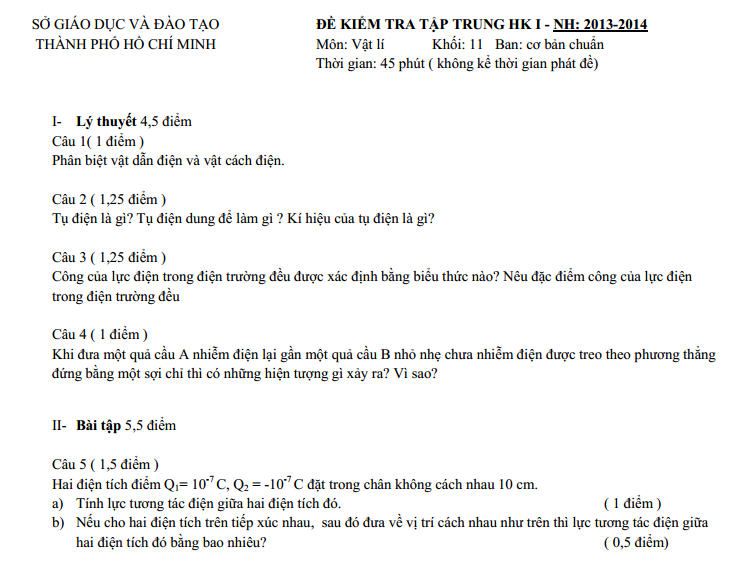 SỞ GIÁO DỤC VÀ ĐÀO TẠO
THÀNH PHỐ HỒ CHÍ MINH
ĐỀ KIỂM TRA TẬP TRUNG HK I - NH: 2013-2014
Môn: Vật lí Khối: 11 Ban: cơ bản chuẩn
Thời gian: 45 phút ( không kể thời gian phát đề)
I- Lý thuyết 4,5 điểm
Câu 1( 1 điểm )
Phân biệt vật dẫn điện và vật cách điện.
Câu 2 ( 1,25 điểm )
Tụ điện là gì? Tụ điện dung để làm gì ? Kí hiệu của tụ điện là gì?
Câu 3 ( 1,25 điểm )
Công của lực điện trong điện trường đều được xác định bằng biểu thức nào? Nêu đặc điểm công của lực điện
trong điện trường đều
Câu 4 ( 1 điểm )
Khi đưa một quả cầu A nhiễm điện lại gần một quả cầu B nhỏ nhẹ chưa nhiễm điện được treo theo phương thẳng
đứng bằng một sợi chỉ thì có những hiện tượng gì xảy ra? Vì sao?
II- Bài tập 5,5 điểm
Câu 5 ( 1,5 điểm )
Hai điện tích điểm Q₁= 10⁻⁷ C, Q₂ = -10⁻⁷ C đặt trong chân không cách nhau 10 cm.
a) Tính lực tương tác điện giữa hai điện tích đó. ( 1 điểm )
b) Nếu cho hai điện tích trên tiếp xúc nhau, sau đó đưa về vị trí cách nhau như trên thì lực tương tác điện giữa
hai điện tích đó bằng bao nhiêu? ( 0,5 điểm)